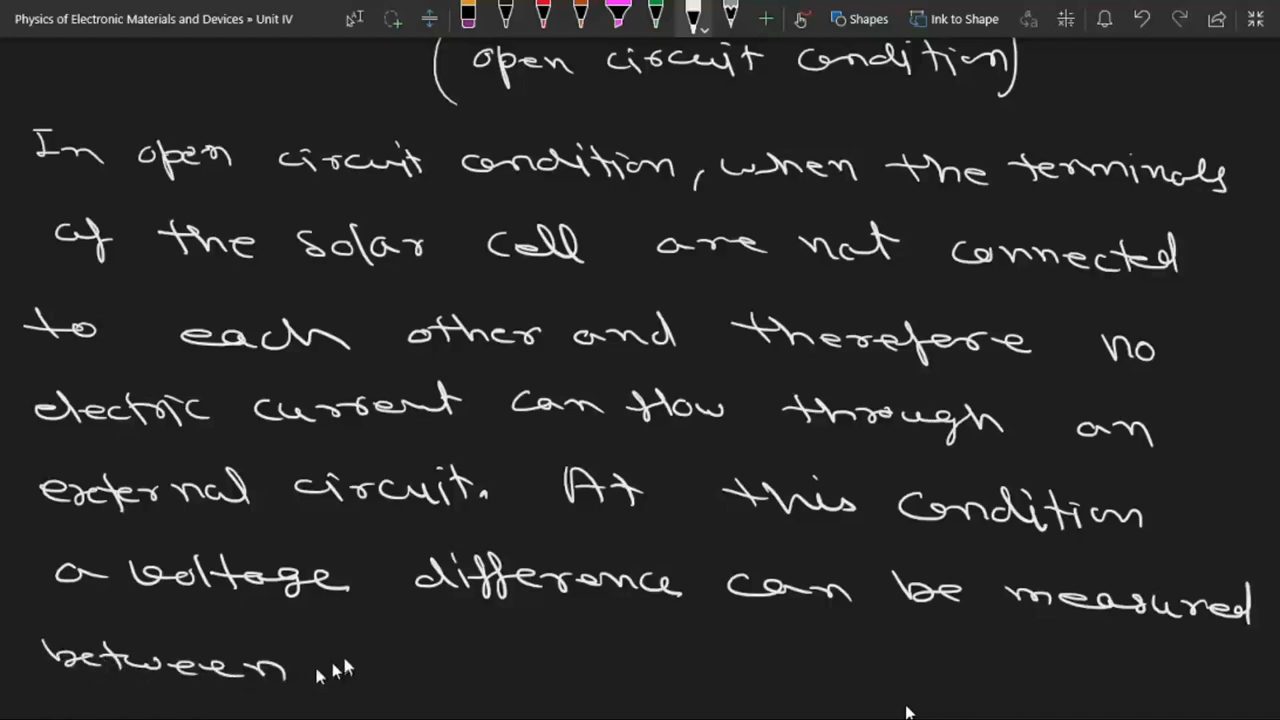 Physics of Electronic Materials and Devices » Unit IV
Shapes
Ink to Shape
(open circuit condition)
In open circuit condition, when the terminals
of the solar cell are not connected
to each other and therefore no
electric current can flow through an
external circuit. At this condition
a voltage difference can be measured
between